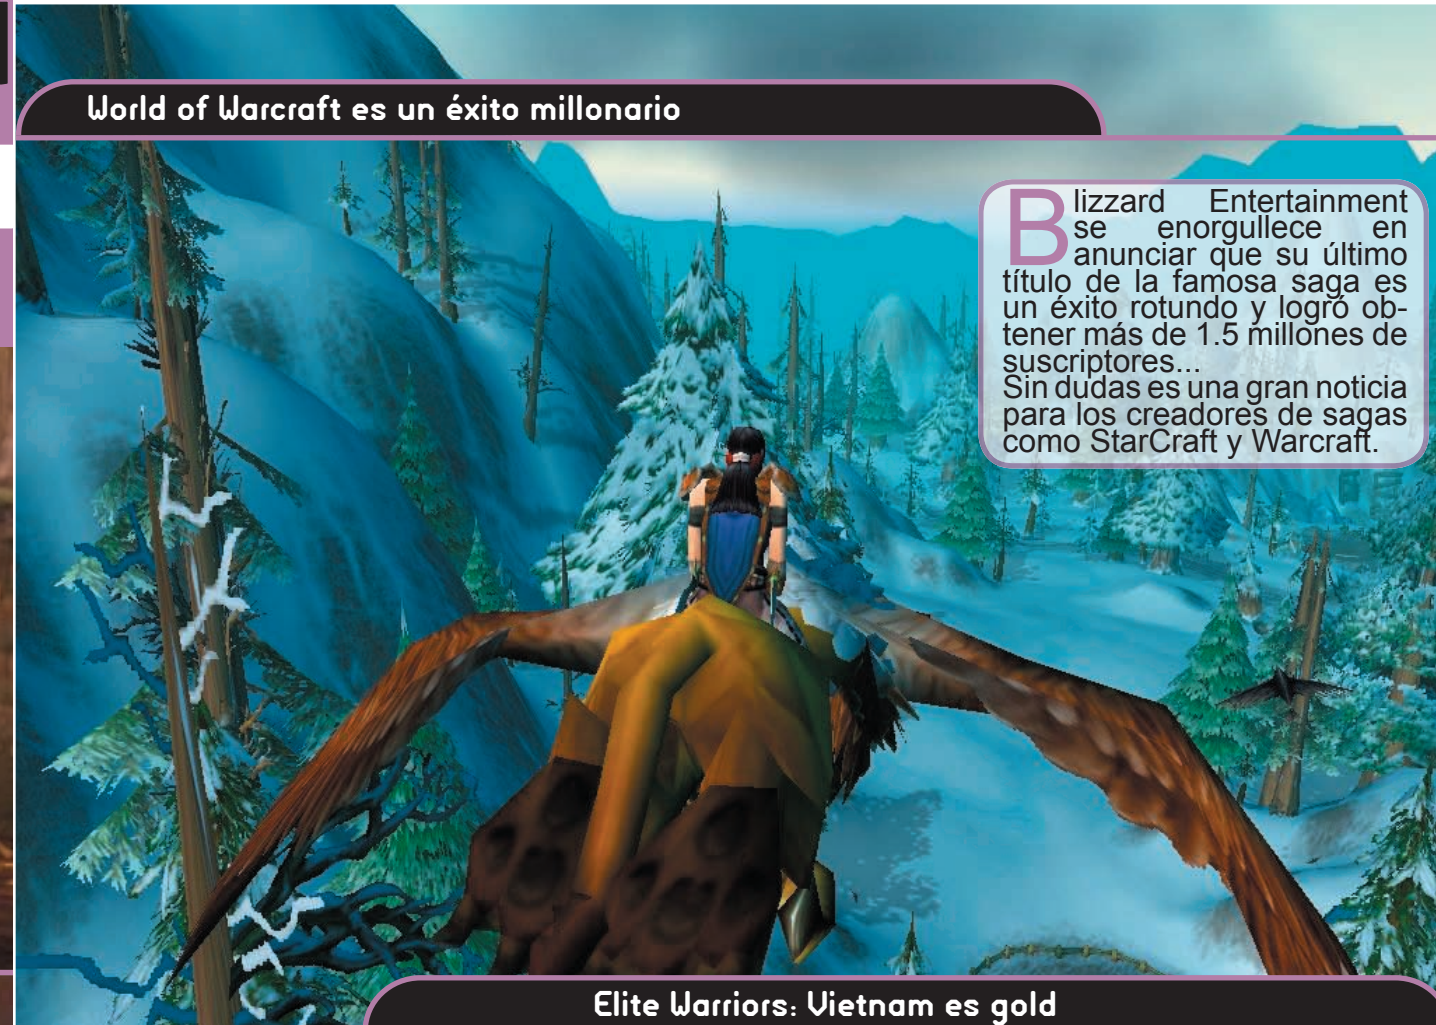 World of Warcraft es un éxito millonario
Blizzard Entertainment
se enorgullece en
anunciar que su último
título de la famosa saga es
un éxito rotundo y logró ob-
tener más de 1.5 millones de
suscriptores...
Sin dudas es una gran noticia
para los creadores de sagas
como StarCraft y Warcraft.
Elite Warriors: Vietnam es gold